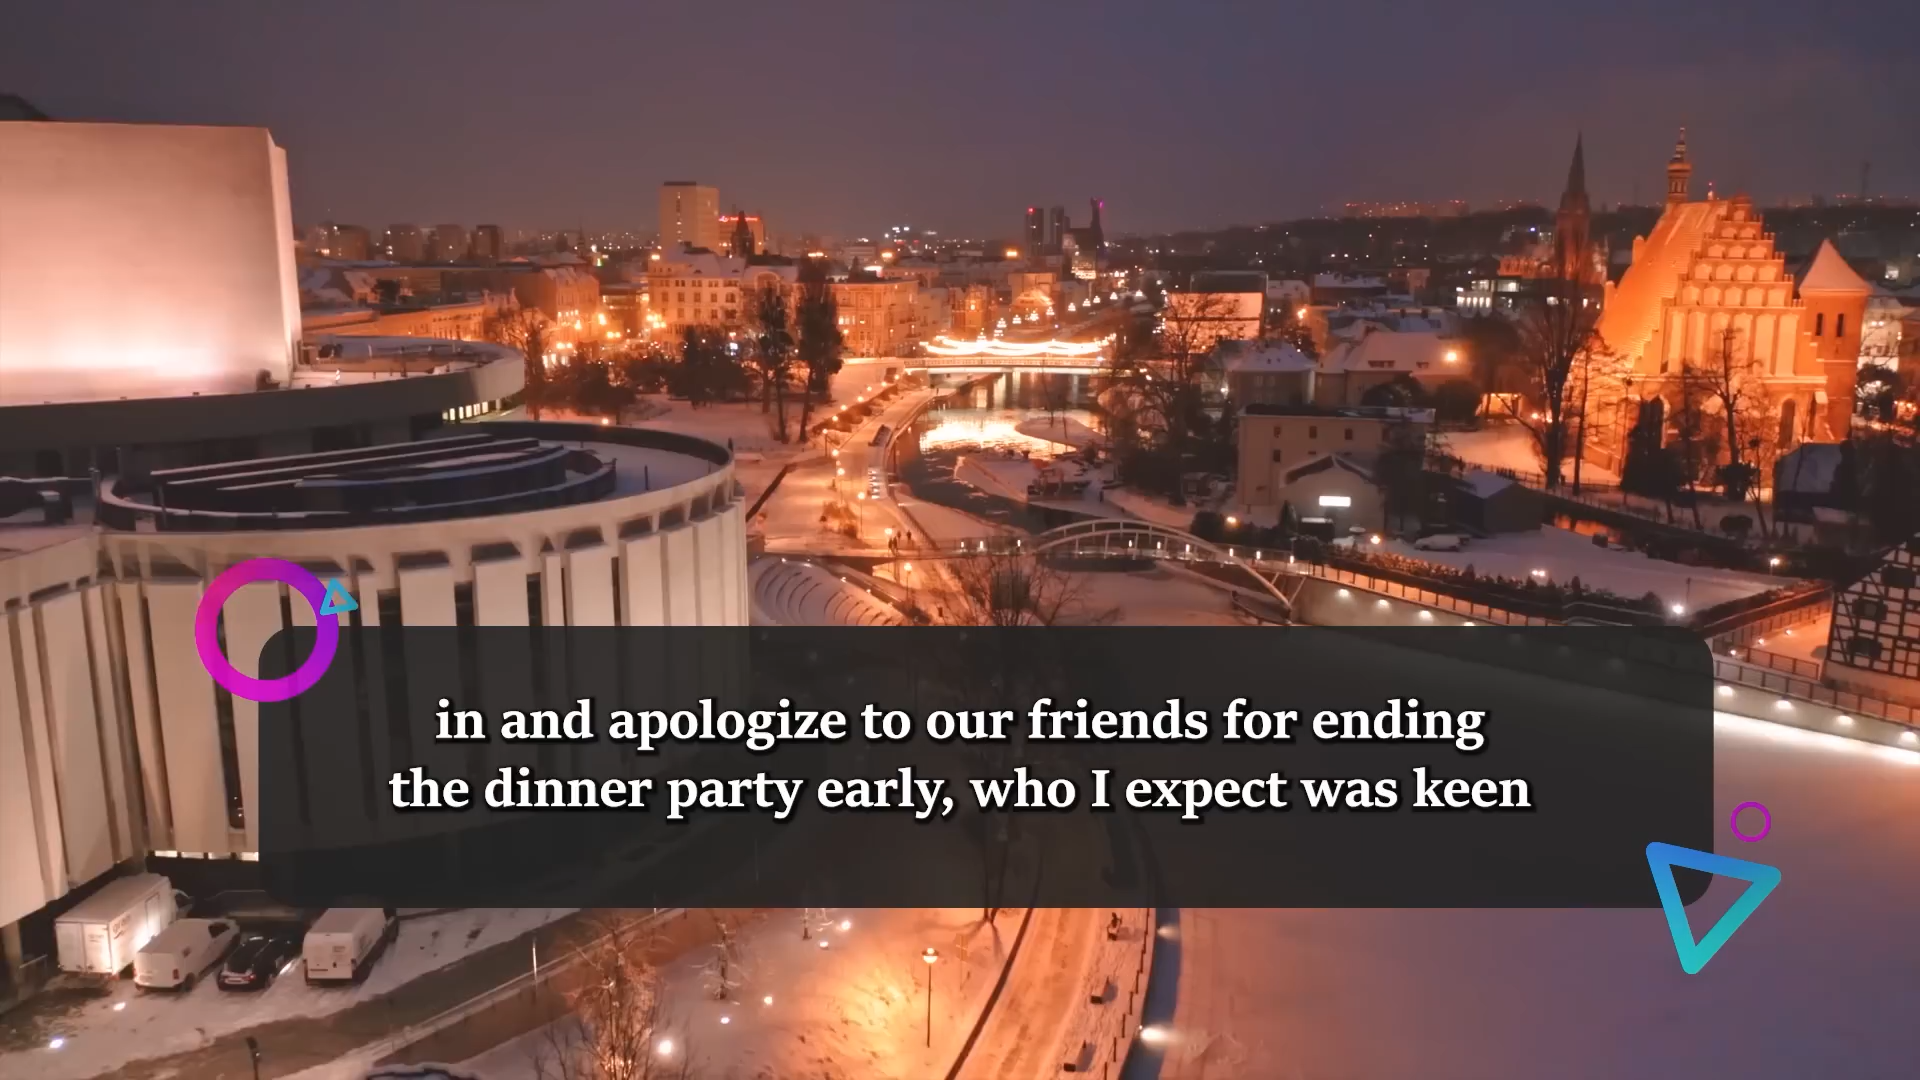 in and apologize to our friends for ending
the dinner party early, who I expect was keen